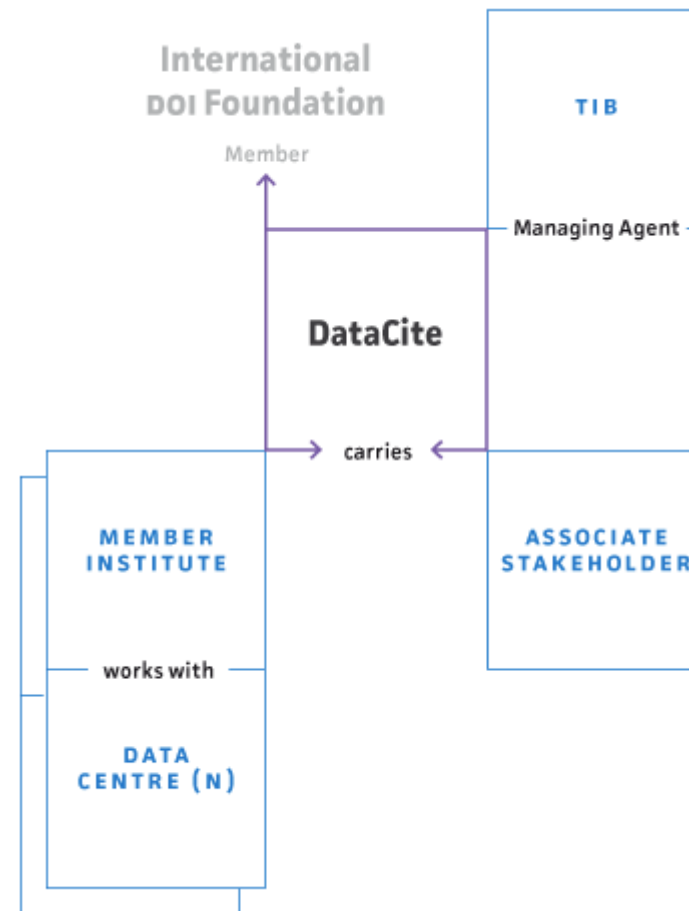 International
DOI Foundation
Member
TIB
Managing Agent
DataCite
carries
MEMBER
INSTITUTE
ASSOCIATE
STAKEHOLDER
works with
DATA
CENTRE (N)